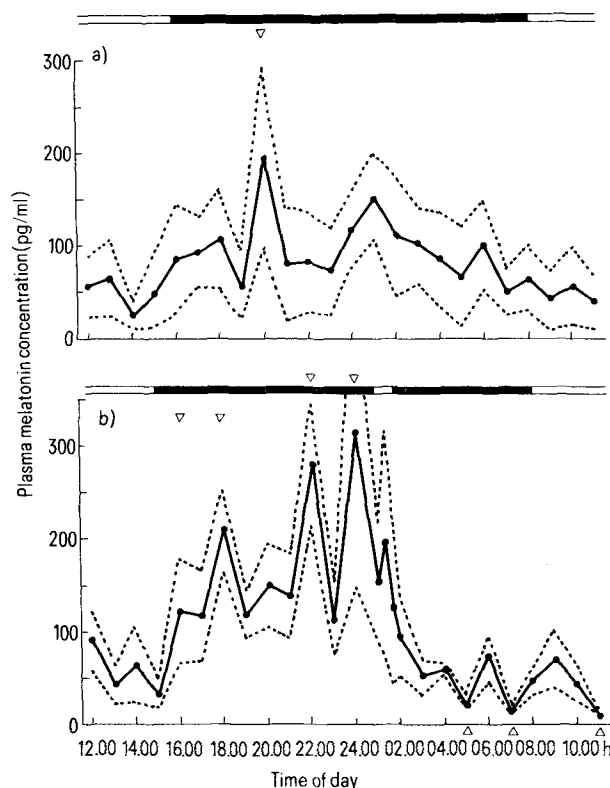 a)
300
200
100
0
Plasma melatonin concentration (pg/ml)
b)
300
200
100
0
12.00 14.00 16.00 18.00 20.00 22.00 24.00 02.00 04.00 06.00 08.00 10.00 h
Time of day